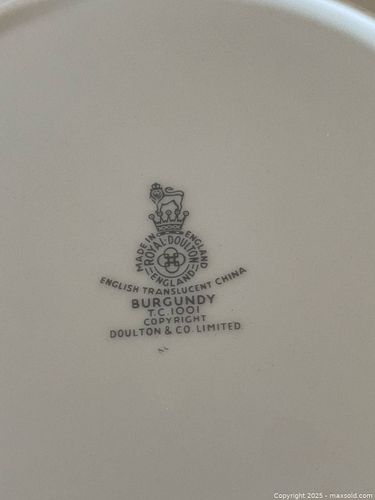 MADE IN ENGLAND
ROYAL·DOULTON
ENGLAND
ENGLISH TRANSLUCENT CHINA
BURGUNDY
T.C.1001
COPYRIGHT
DOULTON & CO. LIMITED
Copyright 2025 - maxsold.com